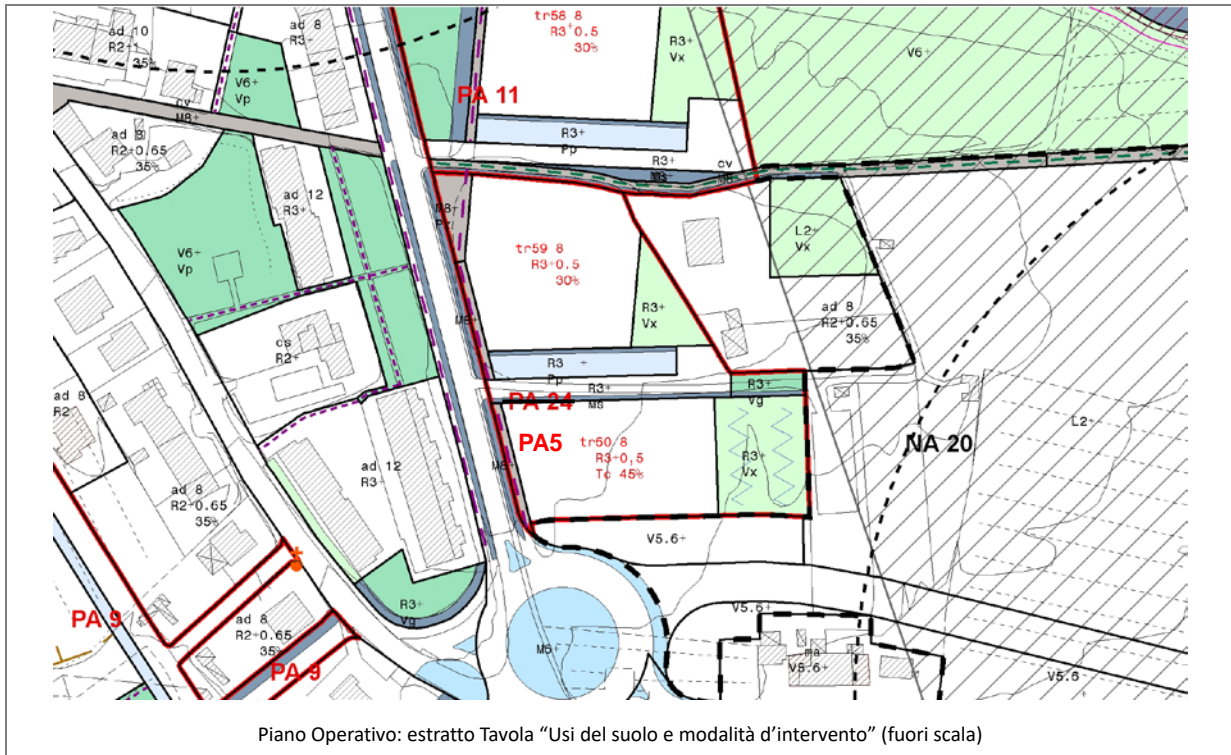 tr58 8
R3+0.5
30%
ad 10
R2+1
35%
ad 8
R3+
R3+
Vx
V6+
V6+
Vp
PA 11
cv
M8+
ad 8
R2+0.65
35%
R3+
Pp
R3+
cv
ad 12
R3+
M8+
L2+
Vx
V6+
Vp
tr59 8
R3+0.5
30%
R3+
Vx
ad 8
R2+0.65
35%
M8+
cs
R2+
R3 +
Pp
R3+
Ms
R3+
Vg
ad 8
R2
PA 24
PA5
tr60 8
R3+0,5
Tc 45%
M8+
R3+
Vx
NA 20
L2+
ad 12
R3+
ad 8
R2+0.65
35%
V5.6+
R3+
Vg
PA 9
ad 8
R2+0.65
35%
PA 9
M6+
V5.6+
ma
V5.6+
V5.6
Piano Operativo: estratto Tavola “Usi del suolo e modalità d’intervento” (fuori scala)